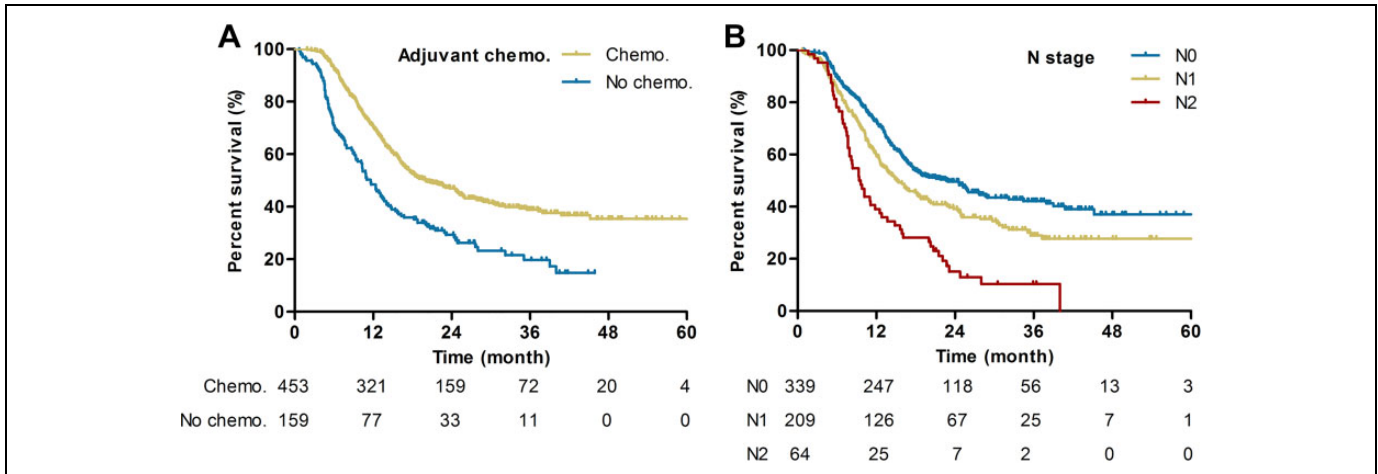 A
Adjuvant chemo.
Chemo.
No chemo.
Percent survival (%)
100
80
60
40
20
0
0 12 24 36 48 60
Time (month)
Chemo. 453 321 159 72 20 4
No chemo. 159 77 33 11 0 0
B
N stage
N0
N1
N2
Percent survival (%)
100
80
60
40
20
0
0 12 24 36 48 60
Time (month)
N0 339 247 118 56 13 3
N1 209 126 67 25 7 1
N2 64 25 7 2 0 0